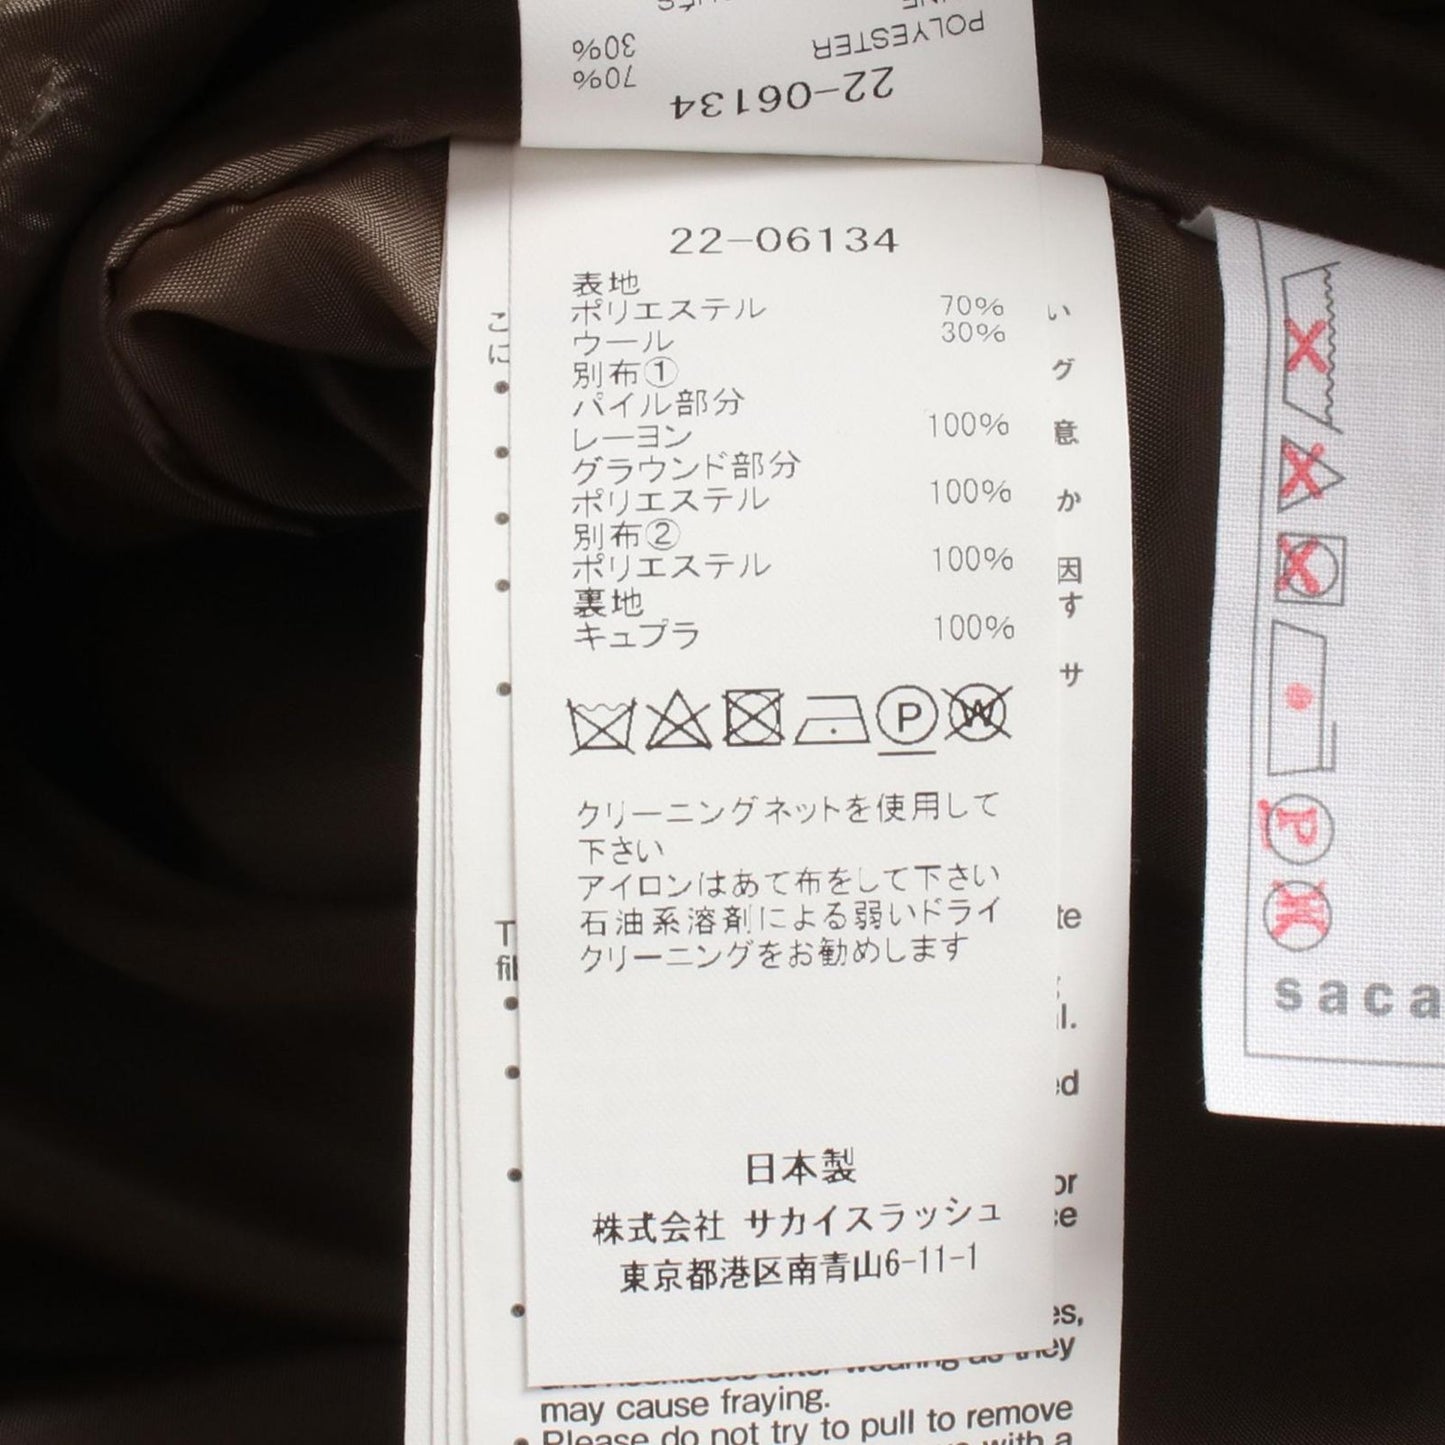 POLYESTER 70%
30%
22-06134
22-06134
表地
ポリエステル 70%
ウール 30%
別布①
パイル部分
レーヨン 100%
グラウンド部分
ポリエステル 100%
別布②
ポリエステル 100%
裏地
キュプラ 100%
P W
クリーニングネットを使用して
下さい
アイロンはあて布をして下さい
石油系溶剤による弱いドライ
クリーニングをお勧めします
日本製
株式会社 サカイスラッシュ
東京都港区南青山6-11-1
may cause fraying.
• Please do not try to pull to remove
with a
P
saca